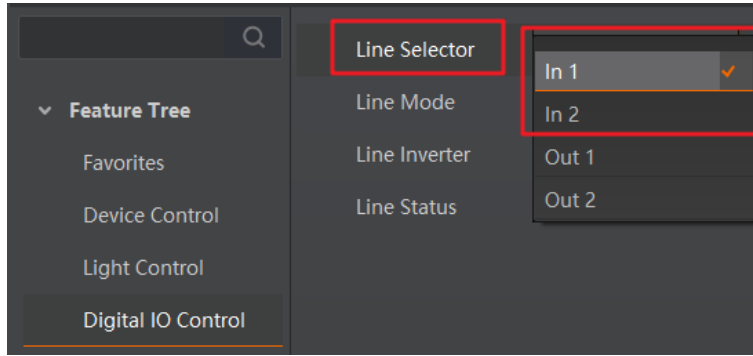 Feature Tree
Favorites
Device Control
Light Control
Digital IO Control
Line Selector
Line Mode
Line Inverter
Line Status
In 1
In 2
Out 1
Out 2